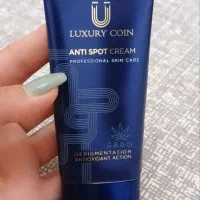 LUXURY COIN
ANTI SPOT CREAM
PROFESSIONAL SKIN CARE
DEPIGMENTATION
ANTIOXIDANT ACTION